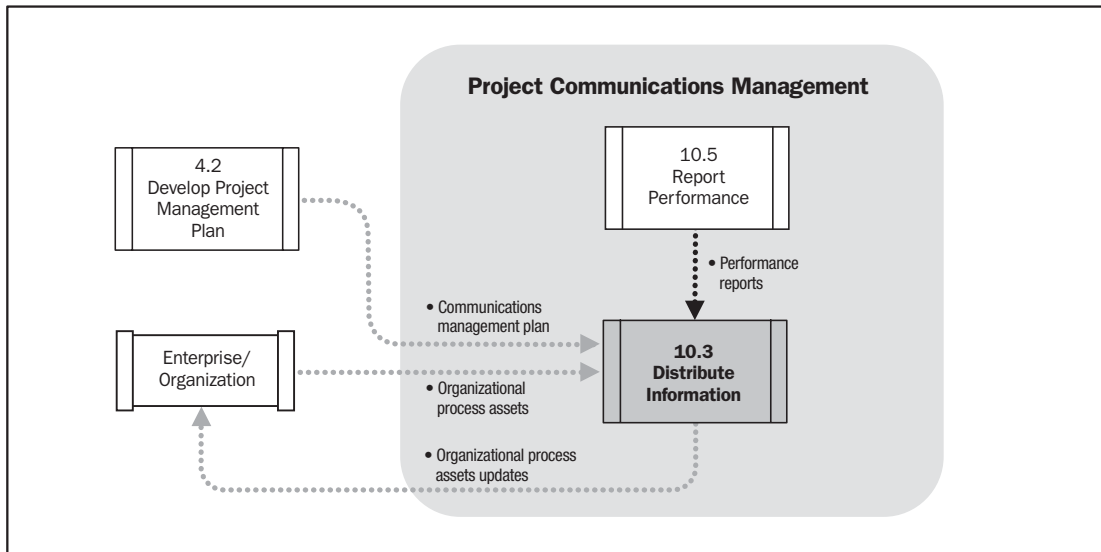 Project Communications Management
4.2
Develop Project
Management
Plan
10.5
Report
Performance
• Performance
reports
• Communications
management plan
Enterprise/
Organization
10.3
Distribute
Information
• Organizational
process assets
• Organizational process
assets updates